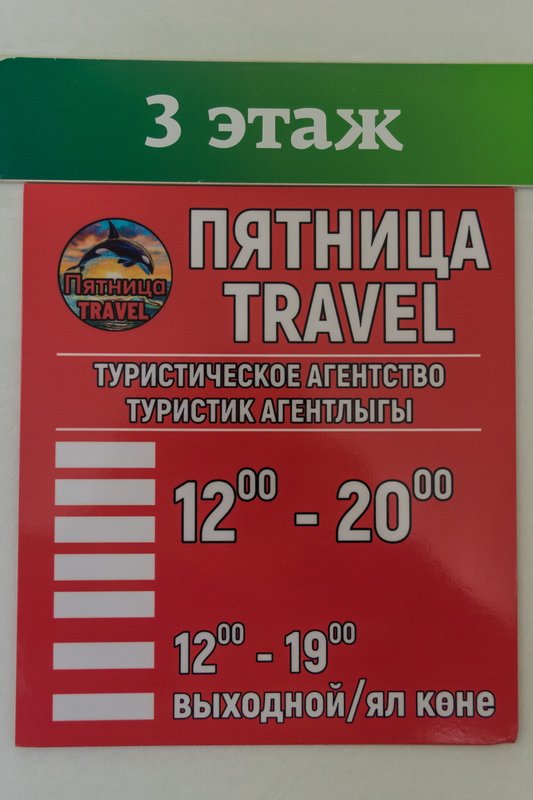 3 этаж
ПЯТНИЦА
TRAVEL
Пятница
TRAVEL
ТУРИСТИЧЕСКОЕ АГЕНТСТВО
ТУРИСТИК АГЕНТЛЫГЫ
12⁰⁰ - 20⁰⁰
12⁰⁰ - 19⁰⁰
выходной/ял көне